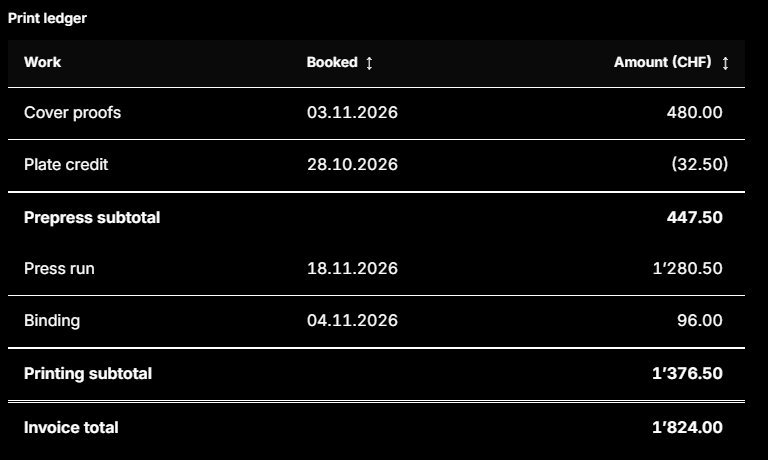 Print ledger
Work Booked ↕ Amount (CHF) ↕
Cover proofs 03.11.2026 480.00
Plate credit 28.10.2026 (32.50)
Prepress subtotal 447.50
Press run 18.11.2026 1’280.50
Binding 04.11.2026 96.00
Printing subtotal 1’376.50
Invoice total 1’824.00